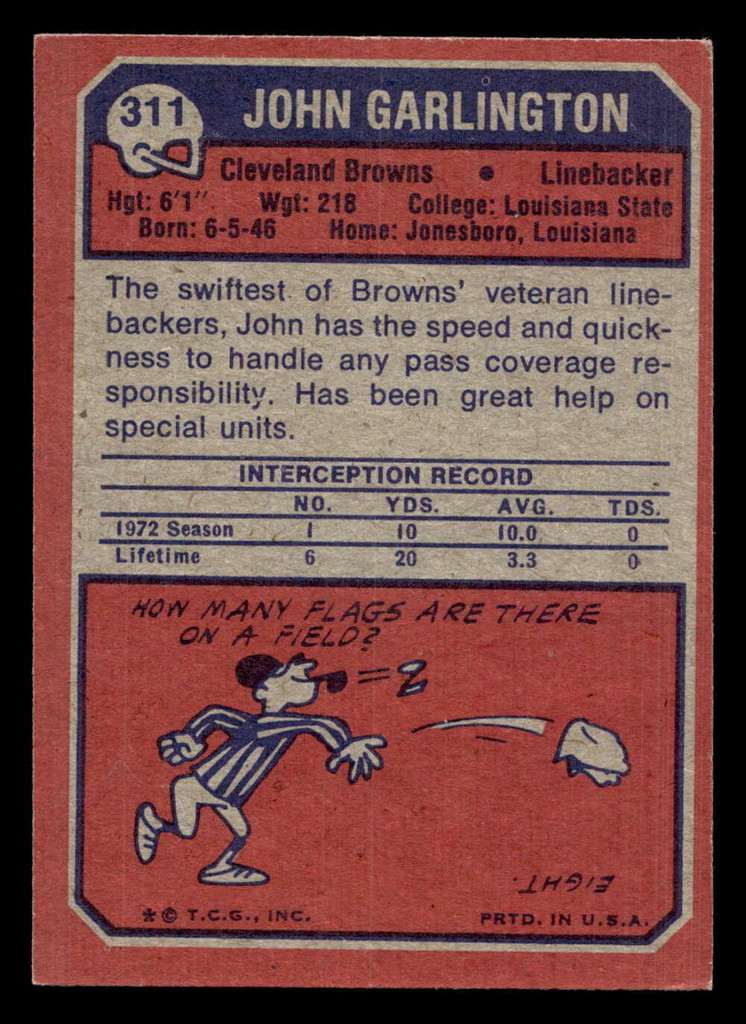 311 JOHN GARLINGTON
Cleveland Browns • Linebacker
Hgt: 6'1" Wgt: 218 College: Louisiana State
Born: 6-5-46 Home: Jonesboro, Louisiana
The swiftest of Browns' veteran line-
backers, John has the speed and quick-
ness to handle any pass coverage re-
sponsibility. Has been great help on
special units.
INTERCEPTION RECORD
NO. YDS. AVG. TDS.
1972 Season 1 10 10.0 0
Lifetime 6 20 3.3 0
HOW MANY FLAGS ARE THERE
ON A FIELD?
EIGHT.
* © T.C.G., INC. PRTD. IN U.S.A.